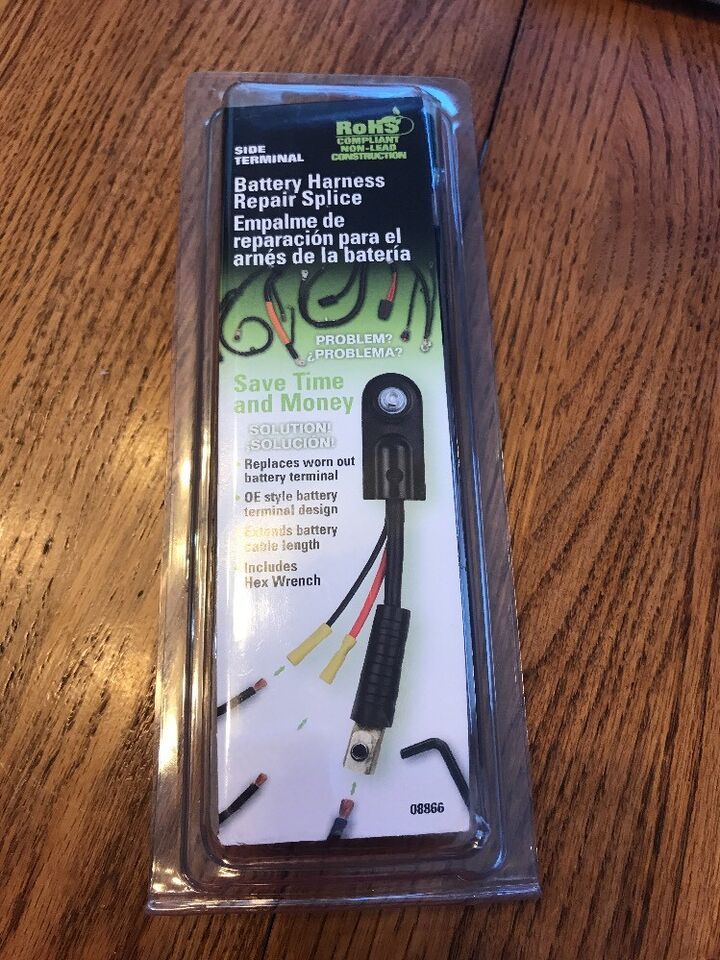 SIDE
TERMINAL
RoHS
COMPLIANT
NON-LEAD
CONSTRUCTION
Battery Harness
Repair Splice
Empalme de
reparación para el
arnés de la batería
PROBLEM?
¿PROBLEMA?
Save Time
and Money
SOLUTION!
¡SOLUCIÓN!
• Replaces worn out
battery terminal
• OE style battery
terminal design
• Extends battery
cable length
• Includes
Hex Wrench
08866